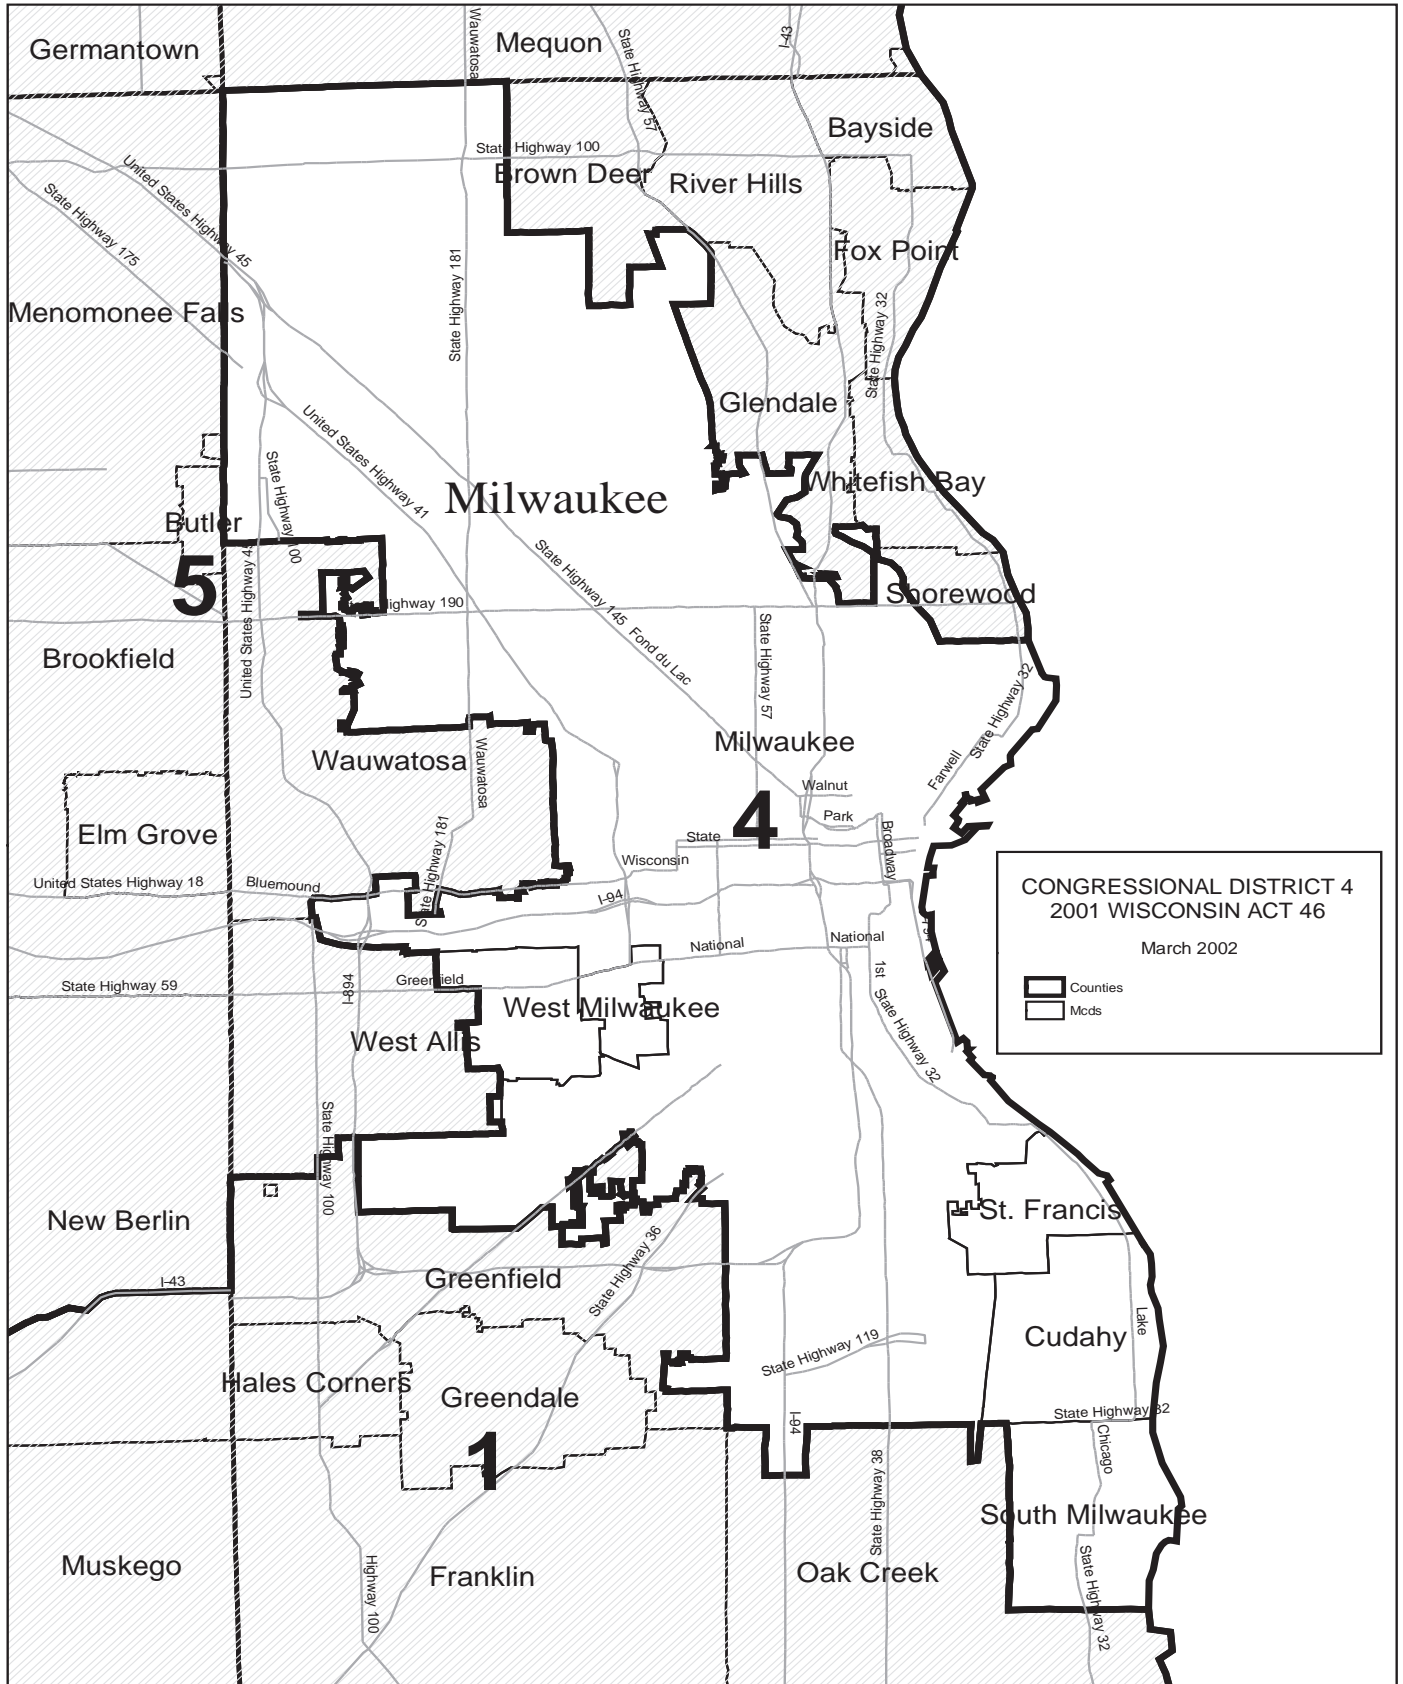 Germantown
Wauwatosa
Mequon
State Highway 57
I-43
Bayside
State Highway 100
Brown Deer
River Hills
United States Highway 45
State Highway 175
State Highway 181
Fox Point
Menomonee Falls
State Highway 32
Glendale
United States Highway 41
State Highway 100
Milwaukee
Whitefish Bay
Butler
5
State Highway 145 Fond du Lac
Shorewood
Highway 190
United States Highway 45
State Highway 57
Brookfield
State Highway 32
Milwaukee
Wauwatosa
Wauwatosa
Farwell
Walnut
4
Park
Elm Grove
State Highway 181
State
Broadway
Wisconsin
United States Highway 18
Bluemound
I-94
CONGRESSIONAL DISTRICT 4
2001 WISCONSIN ACT 46
March 2002
Counties
Mcds
National
National
State Highway 59
I-894
Greenfield
1st
West Milwaukee
State Highway 32
West Allis
State Highway 100
New Berlin
St. Francis
State Highway 36
I-43
Greenfield
Lake
State Highway 119
Cudahy
Hales Corners
Greendale
I-94
State Highway 32
Chicago
1
State Highway 38
South Milwaukee
Muskego
Highway 100
Franklin
Oak Creek
State Highway 32